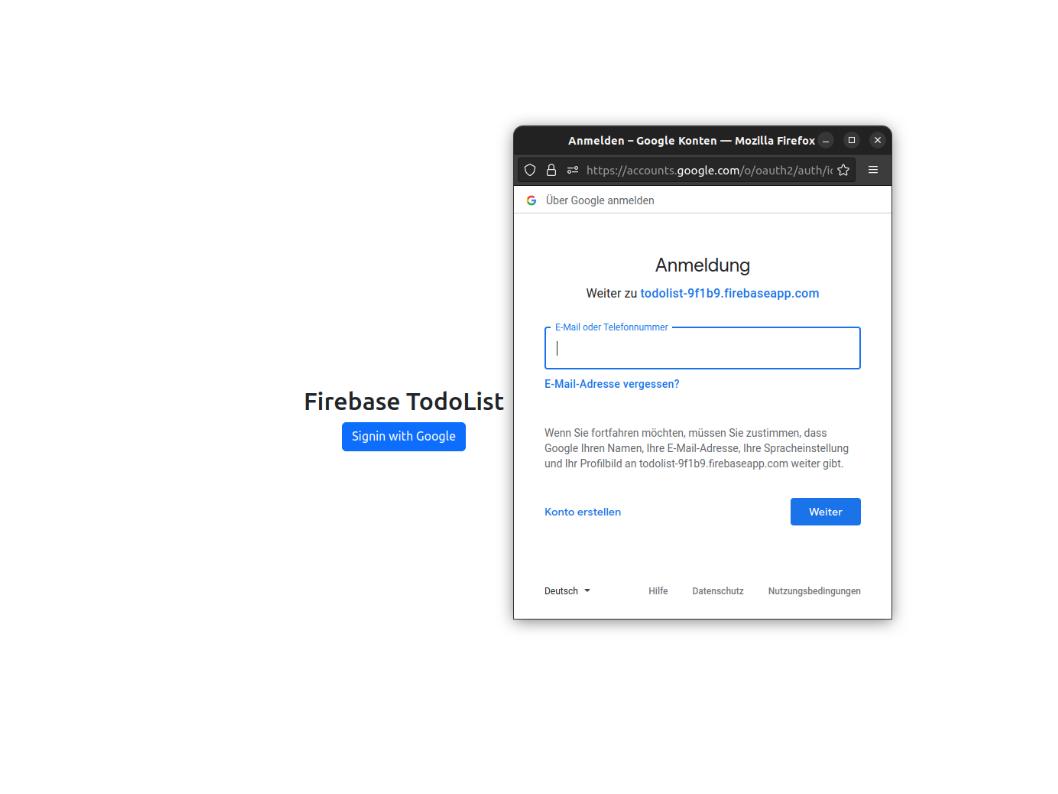 Anmelden – Google Konten — Mozilla Firefox
https://accounts.google.com/o/oauth2/auth/ic
Über Google anmelden
Anmeldung
Weiter zu todolist-9f1b9.firebaseapp.com
E-Mail oder Telefonnummer
E-Mail-Adresse vergessen?
Firebase TodoList
Signin with Google
Wenn Sie fortfahren möchten, müssen Sie zustimmen, dass
Google Ihren Namen, Ihre E-Mail-Adresse, Ihre Spracheinstellung
und Ihr Profilbild an todolist-9f1b9.firebaseapp.com weiter gibt.
Konto erstellen
Weiter
Deutsch
Hilfe
Datenschutz
Nutzungsbedingungen